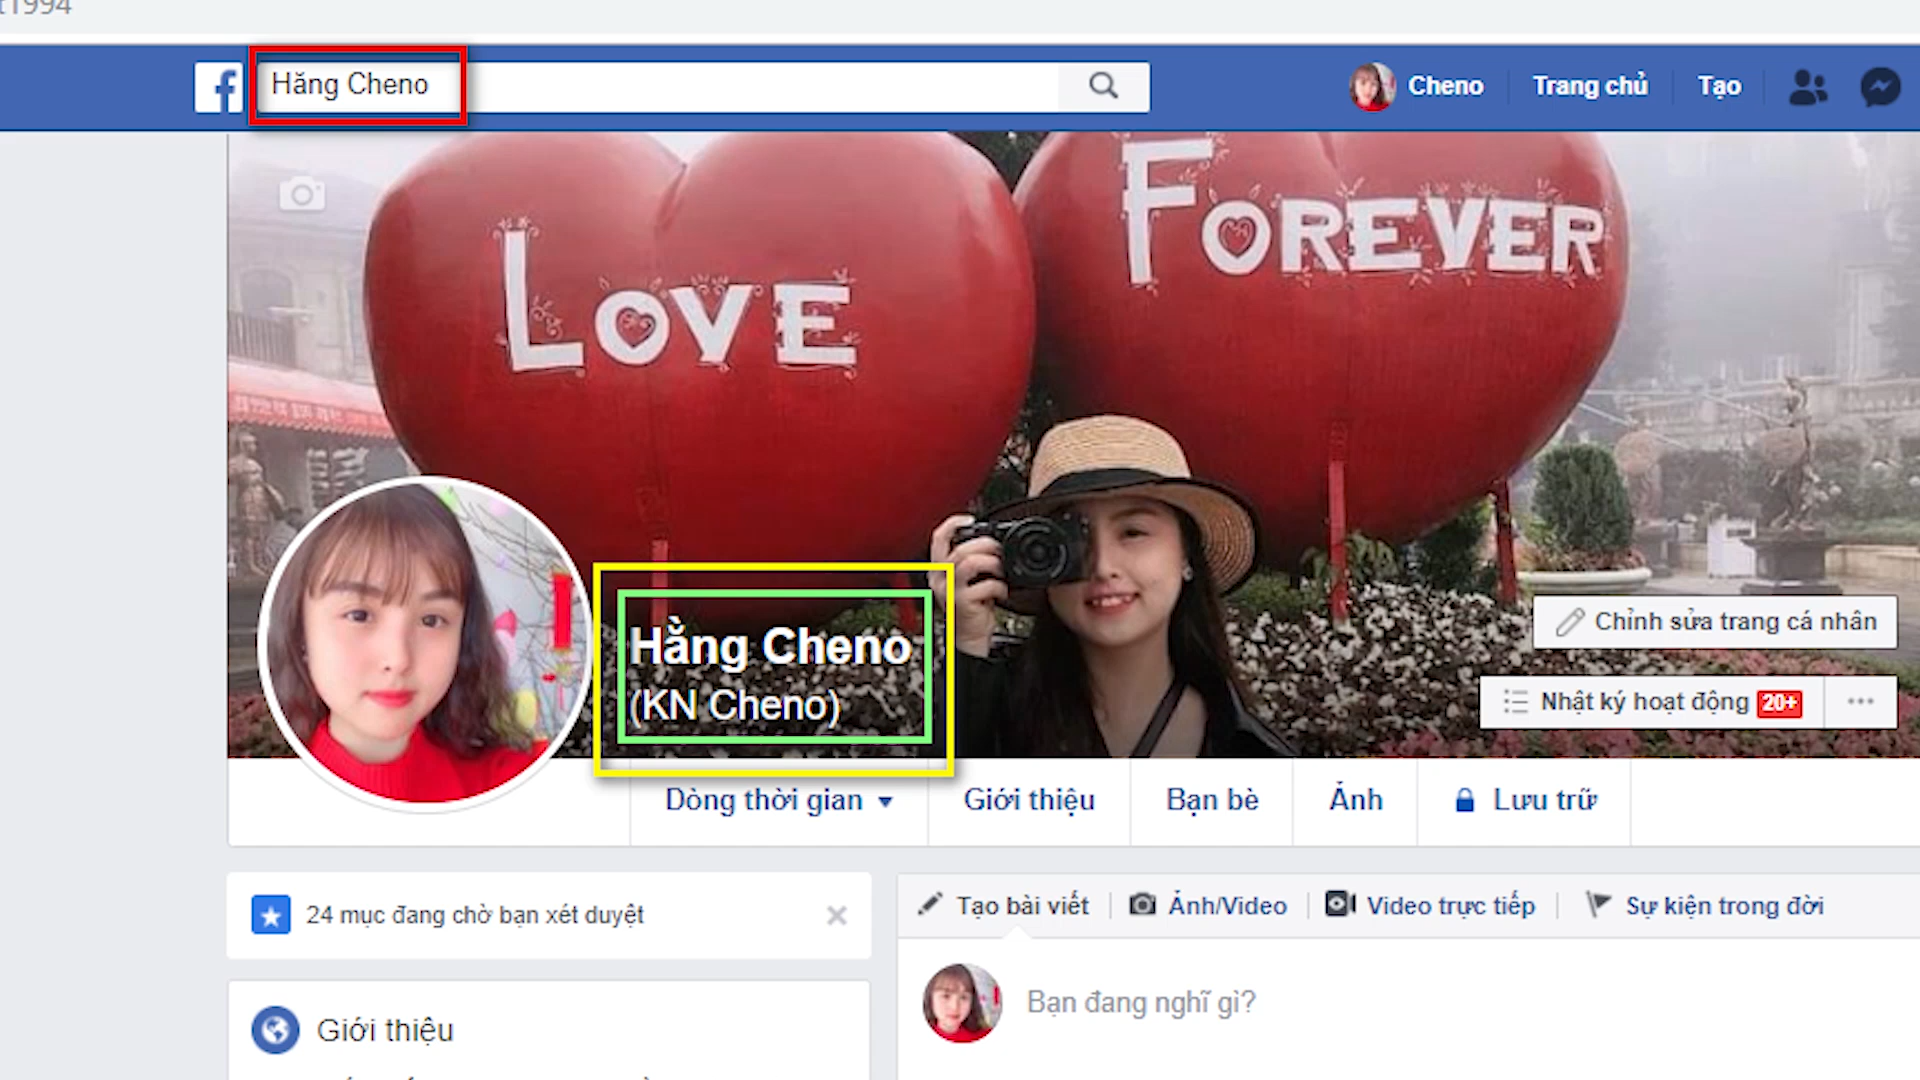 t1994
Hằng Cheno
Cheno
Trang chủ
Tạo
LOVE
FOREVER
Hằng Cheno
(KN Cheno)
Chỉnh sửa trang cá nhân
Nhật ký hoạt động 20+
Dòng thời gian
Giới thiệu
Bạn bè
Ảnh
Lưu trữ
24 mục đang chờ bạn xét duyệt
Tạo bài viết
Ảnh/Video
Video trực tiếp
Sự kiện trong đời
Bạn đang nghĩ gì?
Giới thiệu